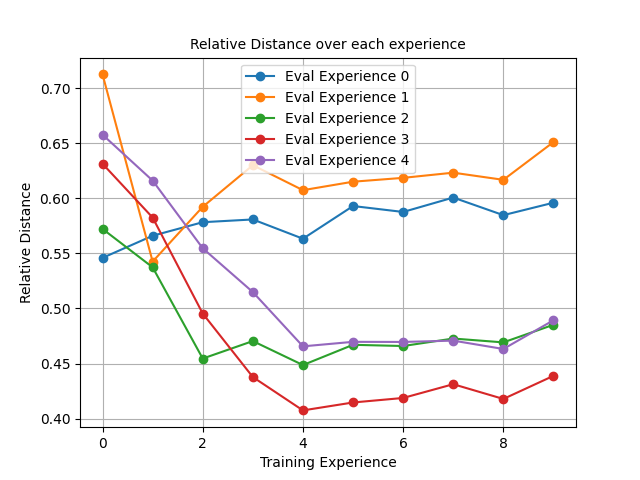 Relative Distance over each experience
Eval Experience 0
Eval Experience 1
Eval Experience 2
Eval Experience 3
Eval Experience 4
Relative Distance
0.70
0.65
0.60
0.55
0.50
0.45
0.40
0 2 4 6 8
Training Experience